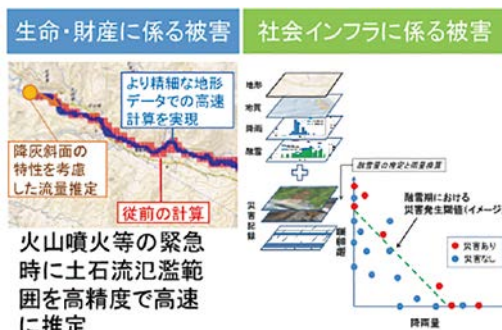 生命・財産に係る被害
より精細な地形
データでの高速
計算を実現
降灰斜面の
特性を考慮
した流量推定
従前の計算
火山噴火等の緊急
時に土石流氾濫範
囲を高精度で高速
に推定
社会インフラに係る被害
地形
地質
降雨
融雪
災害記録
融雪量の推定と雨量換算
融雪期における
災害発生閾値(イメージ)
災害あり
災害なし
融雪量
降雨量